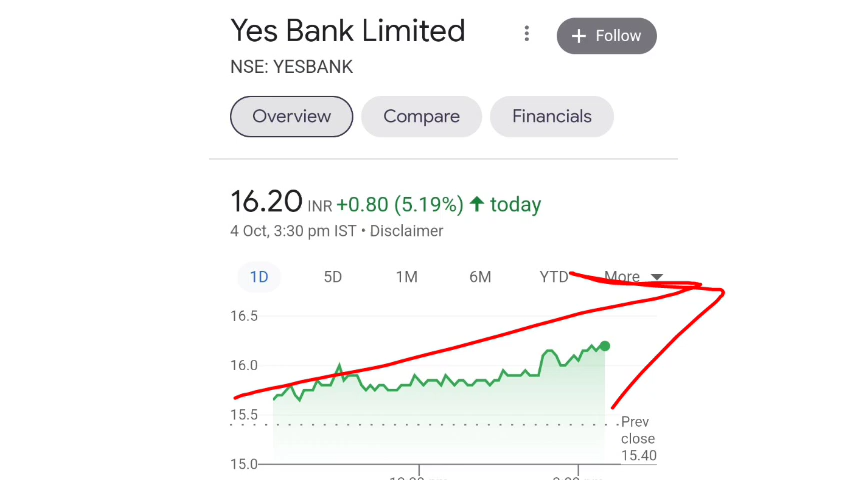 Yes Bank Limited
+ Follow
NSE: YESBANK
Overview Compare Financials
16.20 INR +0.80 (5.19%) ↑ today
4 Oct, 3:30 pm IST • Disclaimer
1D 5D 1M 6M YTD More
16.5
16.0
15.5
Prev
close
15.40
15.0